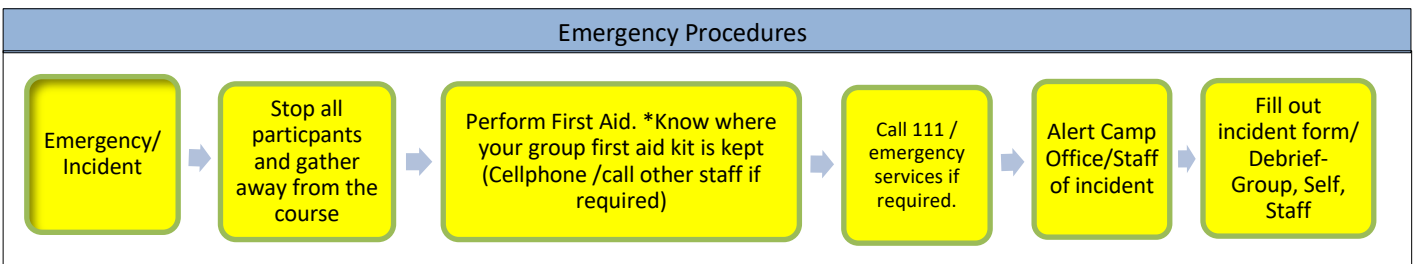 Emergency Procedures
Emergency/
Incident
Stop all
particpants
and gather
away from the
course
Perform First Aid. *Know where
your group first aid kit is kept
(Cellphone /call other staff if
required)
Call 111 /
emergency
services if
required.
Alert Camp
Office/Staff
of incident
Fill out
incident form/
Debrief-
Group, Self,
Staff